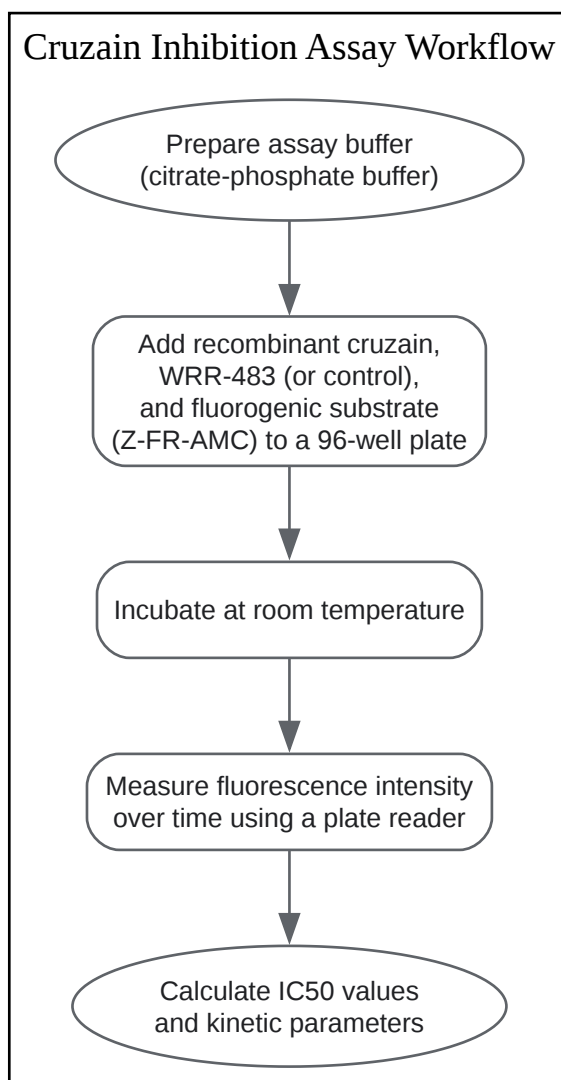 Cruzain Inhibition Assay Workflow
Prepare assay buffer
(citrate-phosphate buffer)
Add recombinant cruzain,
WRR-483 (or control),
and fluorogenic substrate
(Z-FR-AMC) to a 96-well plate
Incubate at room temperature
Measure fluorescence intensity
over time using a plate reader
Calculate IC50 values
and kinetic parameters